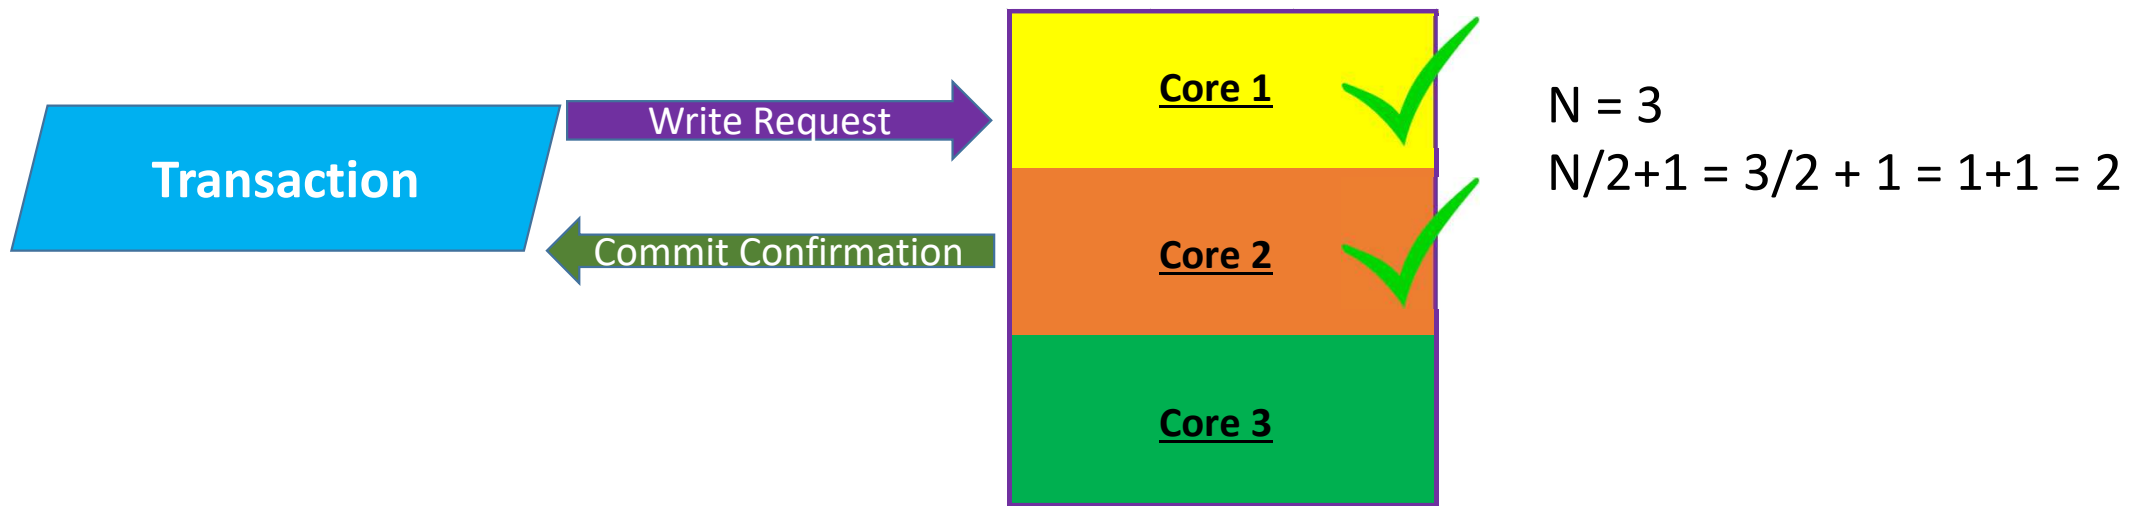 Transaction
Write Request
Commit Confirmation
Core 1
Core 2
Core 3
N = 3
N/2+1 = 3/2 + 1 = 1+1 = 2